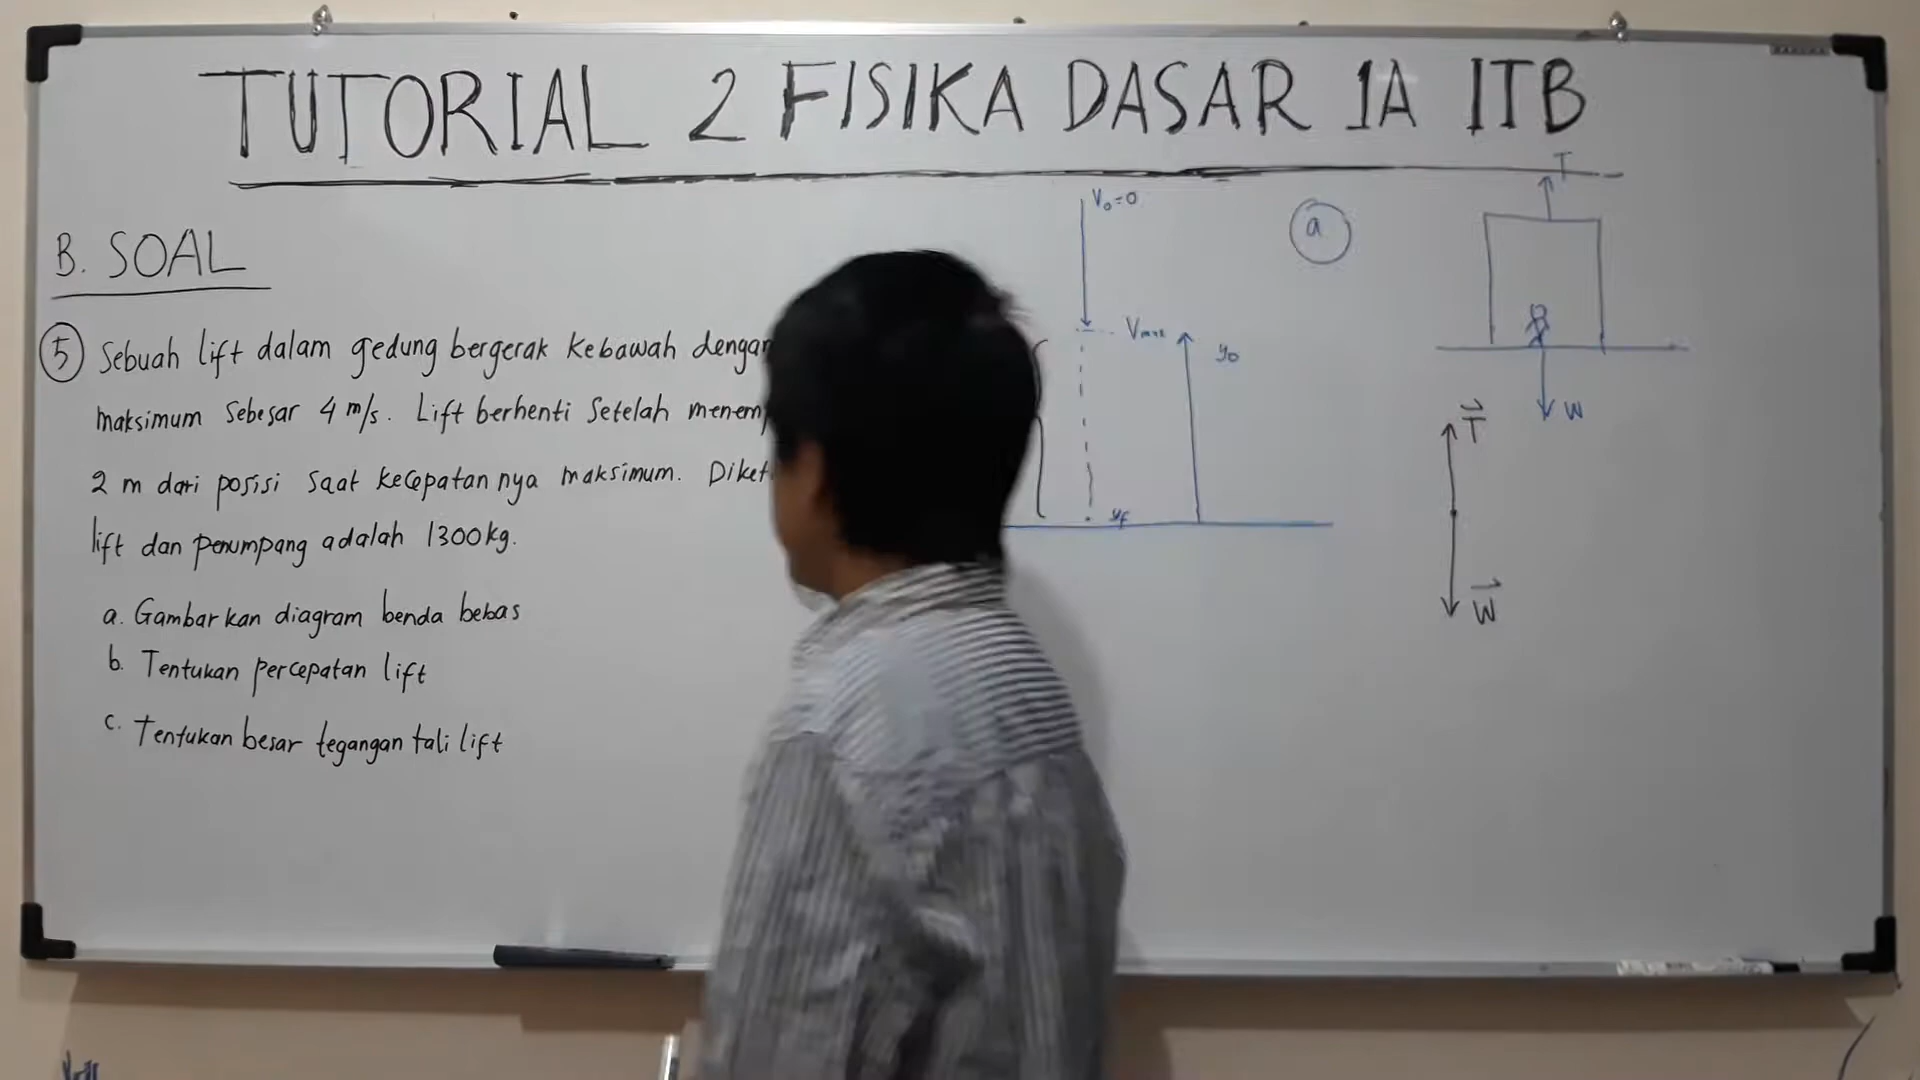 TUTORIAL 2 FISIKA DASAR 1A ITB
B. SOAL
5 Sebuah lift dalam gedung bergerak kebawah dengan
maksimum sebesar 4 m/s. Lift berhenti setelah
2 m dari posisi saat kecepatannya maksimum.
lift dan penumpang adalah 1300kg.
a. Gambarkan diagram benda bebas
b. Tentukan percepatan lift
c. Tentukan besar tegangan tali lift
V₀=0
Vmax
y₀
yf
a
T
W
T⃗
W⃗